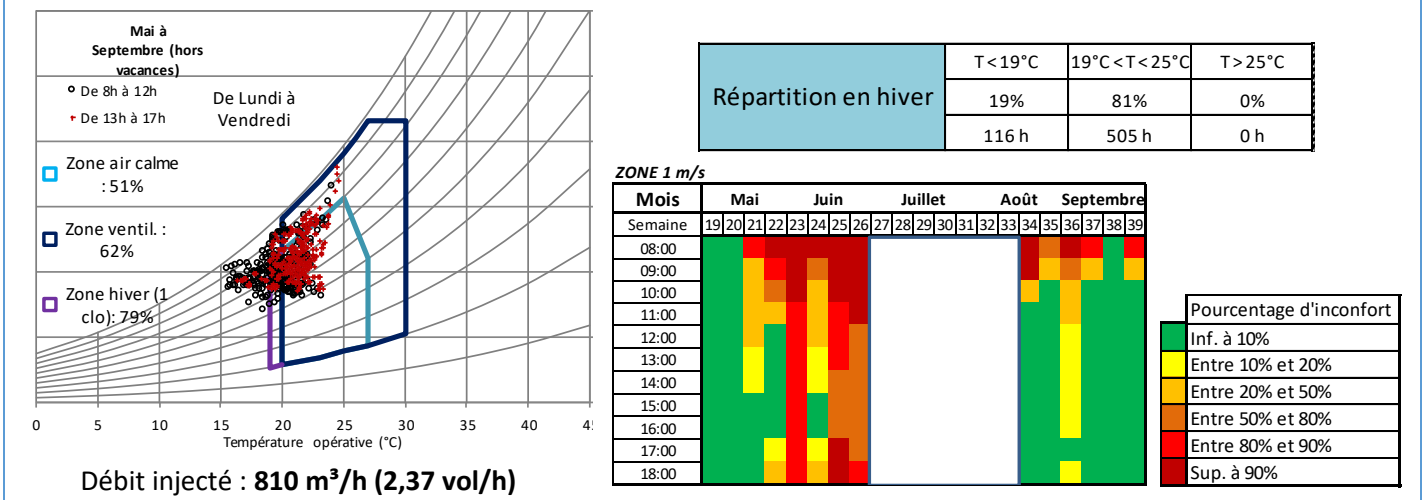 Mai à
Septembre (hors
vacances)
De 8h à 12h
De 13h à 17h
De Lundi à
Vendredi
Zone air calme
: 51%
Zone ventil. :
62%
Zone hiver (1
clo): 79%
0 5 10 15 20 25 30 35 40 45
Température opérative (°C)
Débit injecté : 810 m³/h (2,37 vol/h)
Répartition en hiver
T<19°C 19°C<T<25°C T>25°C
19% 81% 0%
116 h 505 h 0 h
ZONE 1 m/s
Mois Mai Juin Juillet Août Septembre
Semaine 19 20 21 22 23 24 25 26 27 28 29 30 31 32 33 34 35 36 37 38 39
08:00
09:00
10:00
11:00
12:00
13:00
14:00
15:00
16:00
17:00
18:00
Pourcentage d'inconfort
Inf. à 10%
Entre 10% et 20%
Entre 20% et 50%
Entre 50% et 80%
Entre 80% et 90%
Sup. à 90%